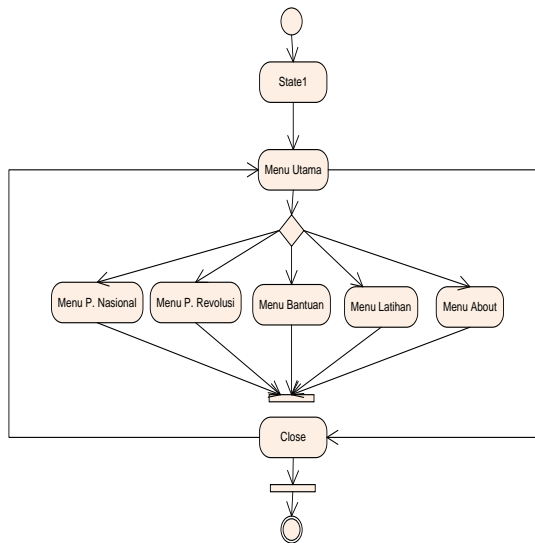 State1
Menu Utama
Menu P. Nasional
Menu P. Revolusi
Menu Bantuan
Menu Latihan
Menu About
Close